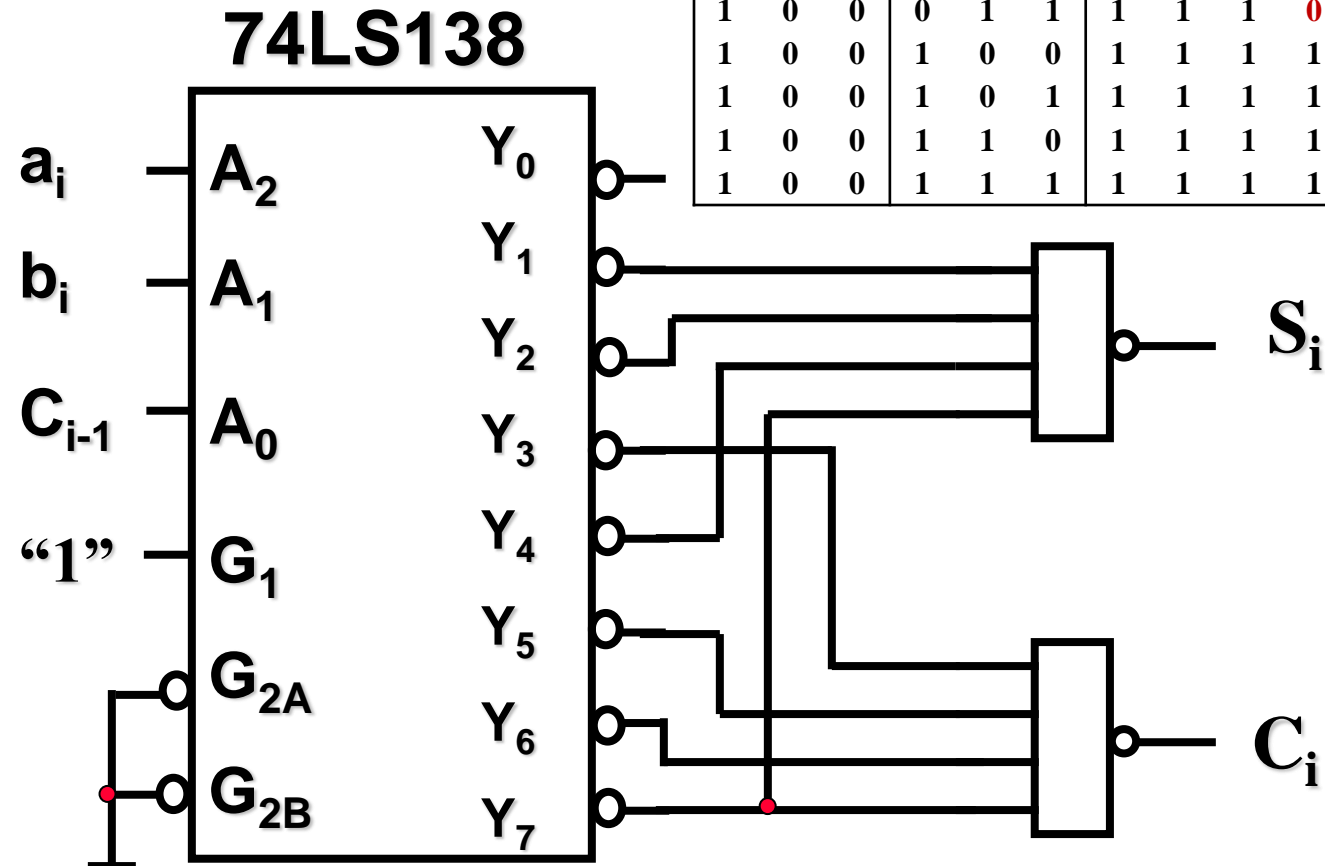 74LS138
1 0 0 0 1 1 1 1 1 0
1 0 0 1 0 0 1 1 1 1
1 0 0 1 0 1 1 1 1 1
1 0 0 1 1 0 1 1 1 1
1 0 0 1 1 1 1 1 1 1
aᵢ A₂ Y₀
Y₁
bᵢ A₁
Y₂ Sᵢ
Cᵢ₋₁ A₀ Y₃
Y₄
“1” G₁
Y₅
G₂A
Y₆ Cᵢ
G₂B
Y₇